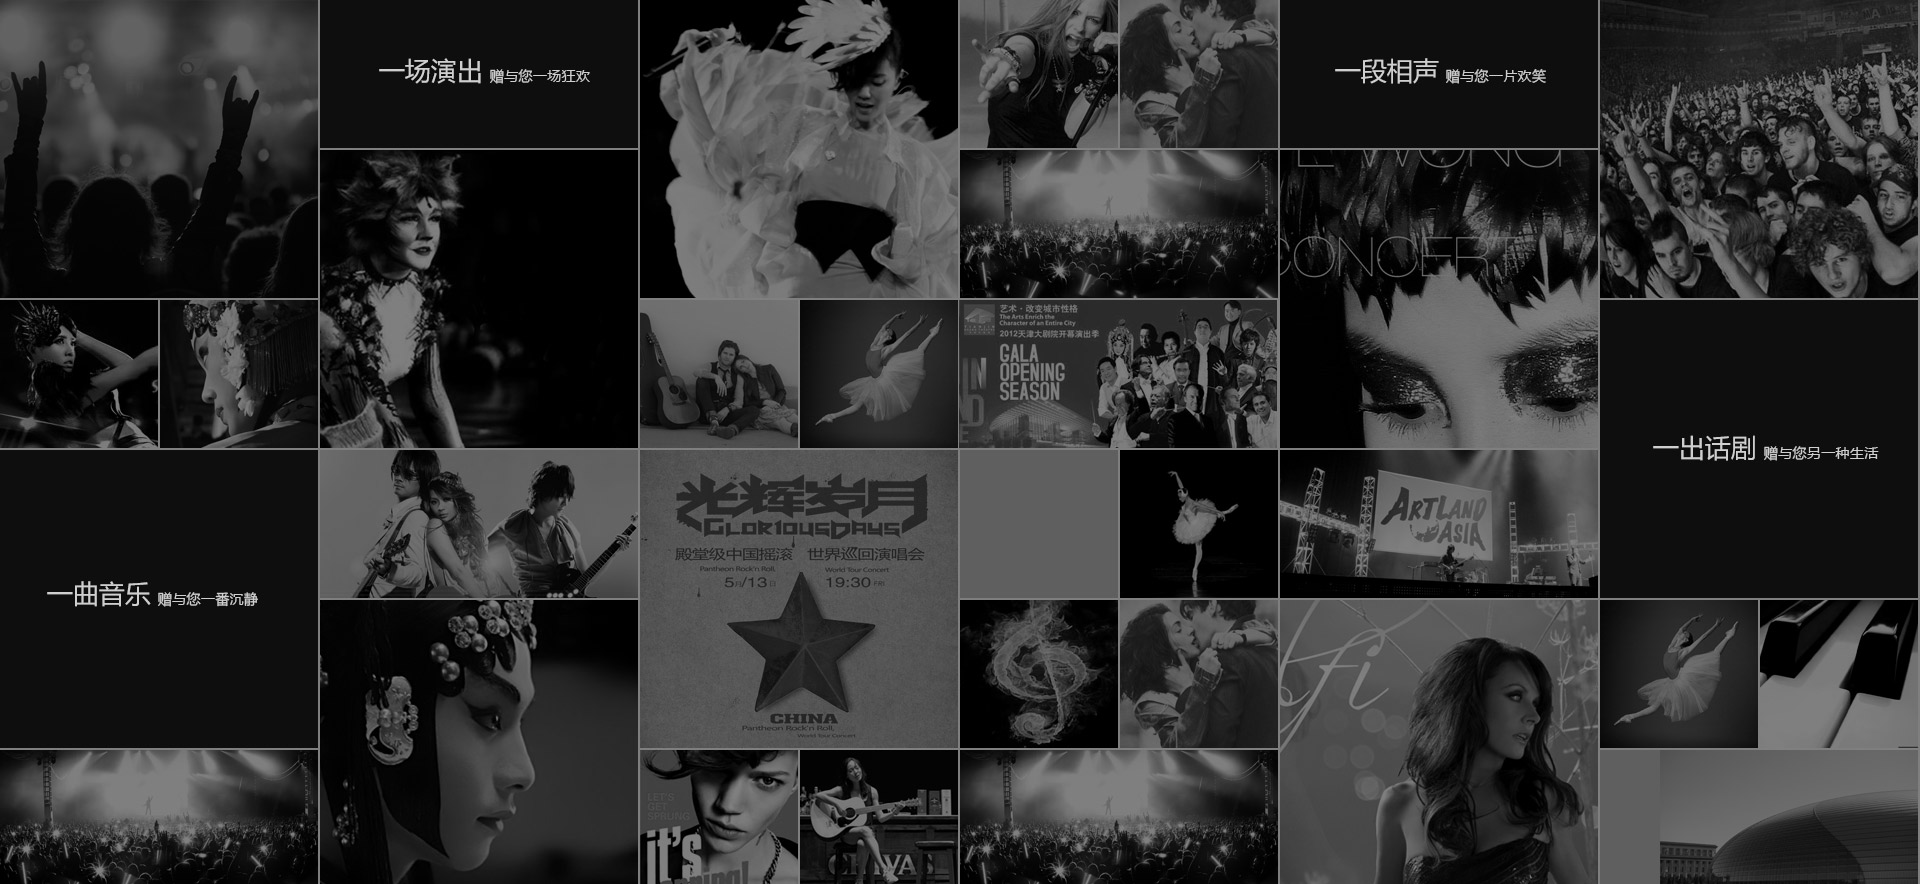 一场演出 赠与您一场狂欢
一段相声 赠与您一片欢笑
CONCERT
艺术·改变城市性格
The Arts Enrich the
Character of an Entire City
2012天津大剧院开幕演出季
GALA
OPENING
SEASON
一出话剧 赠与您另一种生活
光辉岁月
GLORIOUSDAYS
殿堂级中国摇滚 世界巡回演唱会
Pantheon Rock'n Roll. World Tour Concert
5月/13日 19:30
ARTLAND
ASIA
一曲音乐 赠与您一番沉静
CHINA
Pantheon Rock'n Roll.
World Tour Concert
LET'S
GET
SPRUNG
it's
CHIVAS